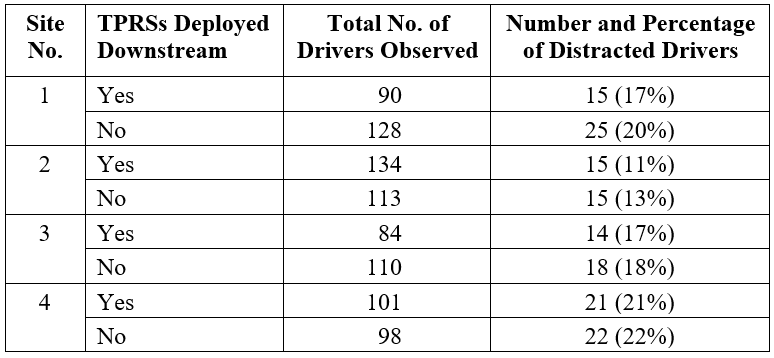 Site No. TPRSs Deployed Downstream Total No. of Drivers Observed Number and Percentage of Distracted Drivers
1 Yes 90 15 (17%)
No 128 25 (20%)
2 Yes 134 15 (11%)
No 113 15 (13%)
3 Yes 84 14 (17%)
No 110 18 (18%)
4 Yes 101 21 (21%)
No 98 22 (22%)